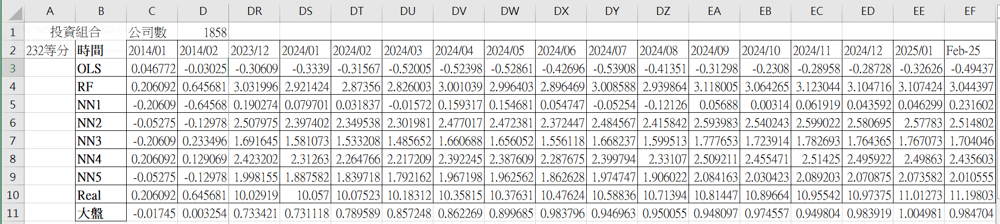 A B C D DR DS DT DU DV DW DX DY DZ EA EB EC ED EE EF
1 投資組合 公司數 1858
2 232等分 時間 2014/01 2014/02 2023/12 2024/01 2024/02 2024/03 2024/04 2024/05 2024/06 2024/07 2024/08 2024/09 2024/10 2024/11 2024/12 2025/01 Feb-25
3 OLS 0.046772 -0.03025 -0.30609 -0.3339 -0.31567 -0.52005 -0.52398 -0.52861 -0.42696 -0.53908 -0.41351 -0.31298 -0.2308 -0.28958 -0.28728 -0.32626 -0.49437
4 RF 0.206092 0.645681 3.031996 2.921424 2.87356 2.826003 3.001039 2.996403 2.896469 3.008588 2.939864 3.118005 3.064265 3.123044 3.104716 3.107424 3.044397
5 NN1 -0.20609 -0.64568 0.190274 0.079701 0.031837 -0.01572 0.159317 0.154681 0.054747 -0.05254 -0.12126 0.05688 0.00314 0.061919 0.043592 0.046299 0.231602
6 NN2 -0.05275 -0.12978 2.507975 2.397402 2.349538 2.301981 2.477017 2.472381 2.372447 2.484567 2.415842 2.593983 2.540243 2.599022 2.580695 2.57783 2.514802
7 NN3 -0.20609 0.233496 1.691645 1.581073 1.533208 1.485652 1.660688 1.656052 1.556118 1.668237 1.599513 1.777653 1.723914 1.782693 1.764365 1.767073 1.704046
8 NN4 0.206092 0.129069 2.423202 2.31263 2.264766 2.217209 2.392245 2.387609 2.287675 2.399794 2.33107 2.509211 2.455471 2.51425 2.495922 2.49863 2.435603
9 NN5 -0.05275 -0.12978 1.998155 1.887582 1.839718 1.792162 1.967198 1.962562 1.862628 1.974747 1.906022 2.084163 2.030423 2.089203 2.070875 2.073582 2.010555
10 Real 0.206092 0.645681 10.02919 10.057 10.07523 10.18312 10.35815 10.37631 10.47624 10.58836 10.71394 10.81447 10.89664 10.95542 10.97375 11.01273 11.19803
11 大盤 -0.01745 0.003254 0.733421 0.731118 0.789589 0.857248 0.862269 0.899685 0.983796 0.946963 0.950055 0.948097 0.974557 0.949804 0.983919 1.004981 0.984704